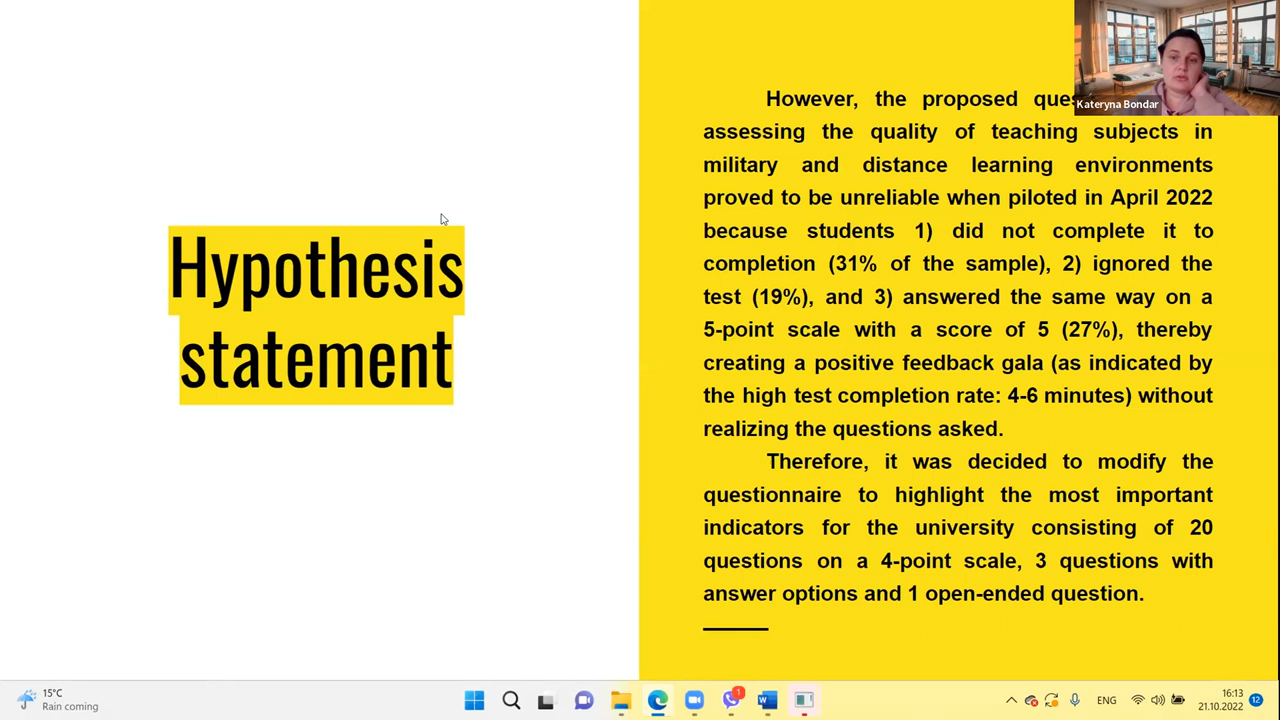 Hypothesis
statement
However, the proposed
Kateryna Bondar
assessing the quality of teaching subjects in
military and distance learning environments
proved to be unreliable when piloted in April 2022
because students 1) did not complete it to
completion (31% of the sample), 2) ignored the
test (19%), and 3) answered the same way on a
5-point scale with a score of 5 (27%), thereby
creating a positive feedback gala (as indicated by
the high test completion rate: 4-6 minutes) without
realizing the questions asked.
Therefore, it was decided to modify the
questionnaire to highlight the most important
indicators for the university consisting of 20
questions on a 4-point scale, 3 questions with
answer options and 1 open-ended question.
15°C
Rain coming
1
ENG
16:13
21.10.2022
12